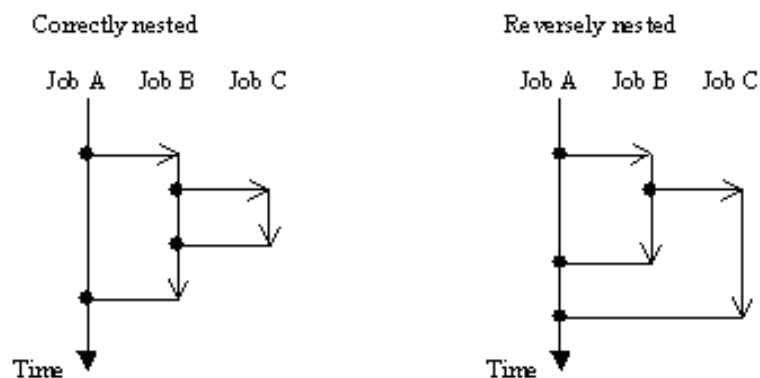 Correctly nested
Job A Job B Job C
Time
Reversely nested
Job A Job B Job C
Time